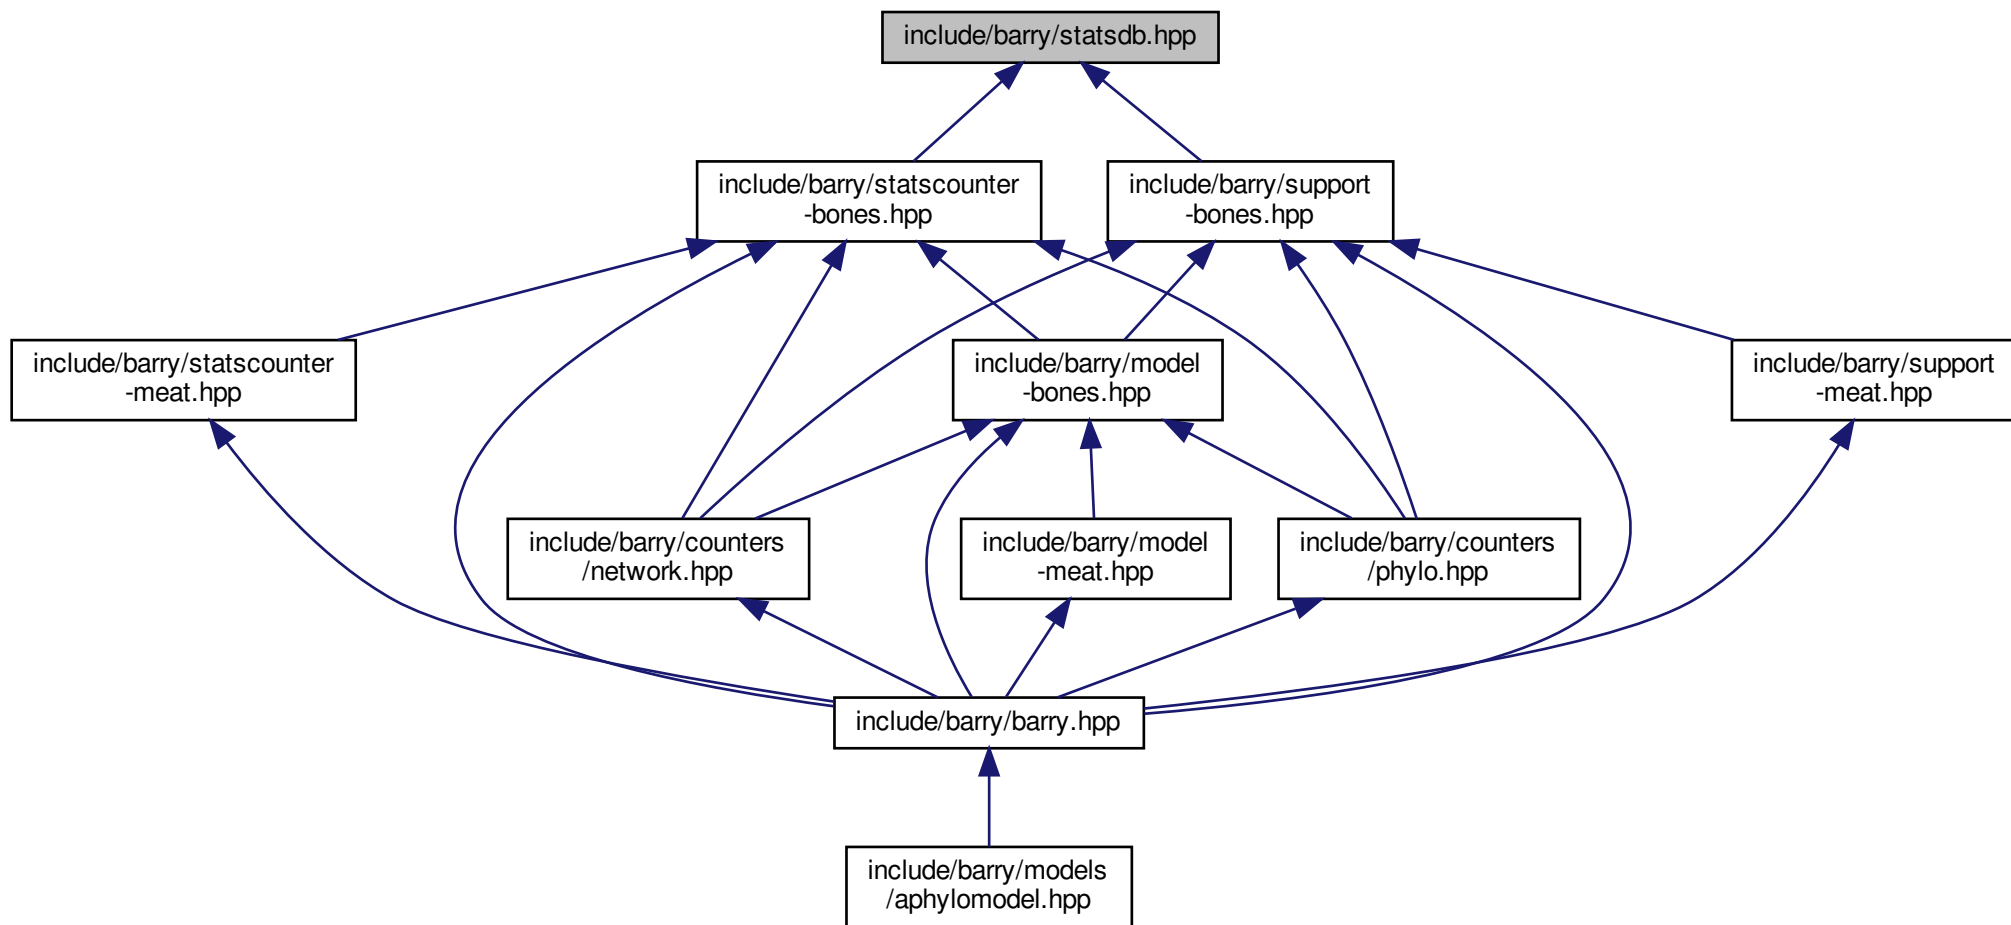 include/barry/statsdb.hpp
include/barry/statscounter
-bones.hpp
include/barry/support
-bones.hpp
include/barry/statscounter
-meat.hpp
include/barry/model
-bones.hpp
include/barry/support
-meat.hpp
include/barry/counters
/network.hpp
include/barry/model
-meat.hpp
include/barry/counters
/phylo.hpp
include/barry/barry.hpp
include/barry/models
/aphylomodel.hpp